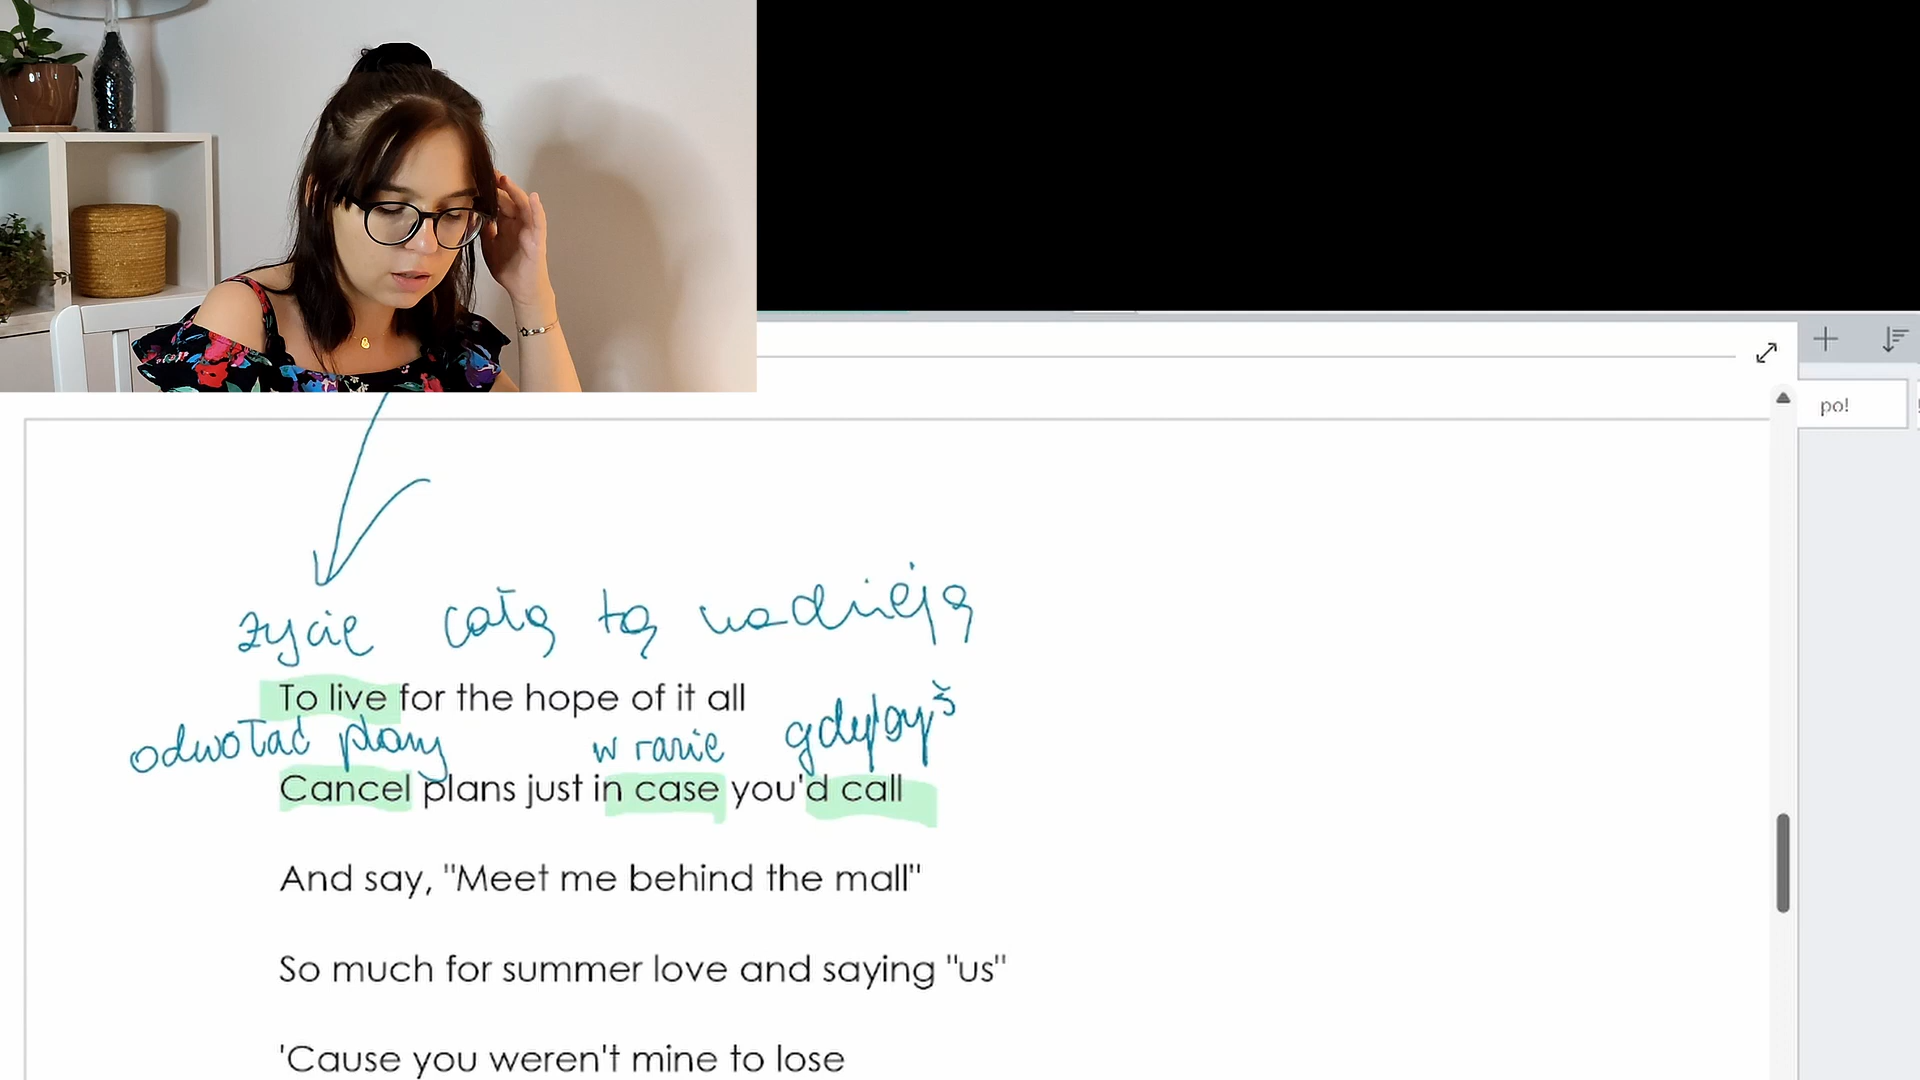 po!
życie całą tą nadzieją
To live for the hope of it all
odwołać plany w razie gdybyś
Cancel plans just in case you'd call
And say, "Meet me behind the mall"
So much for summer love and saying "us"
'Cause you weren't mine to lose